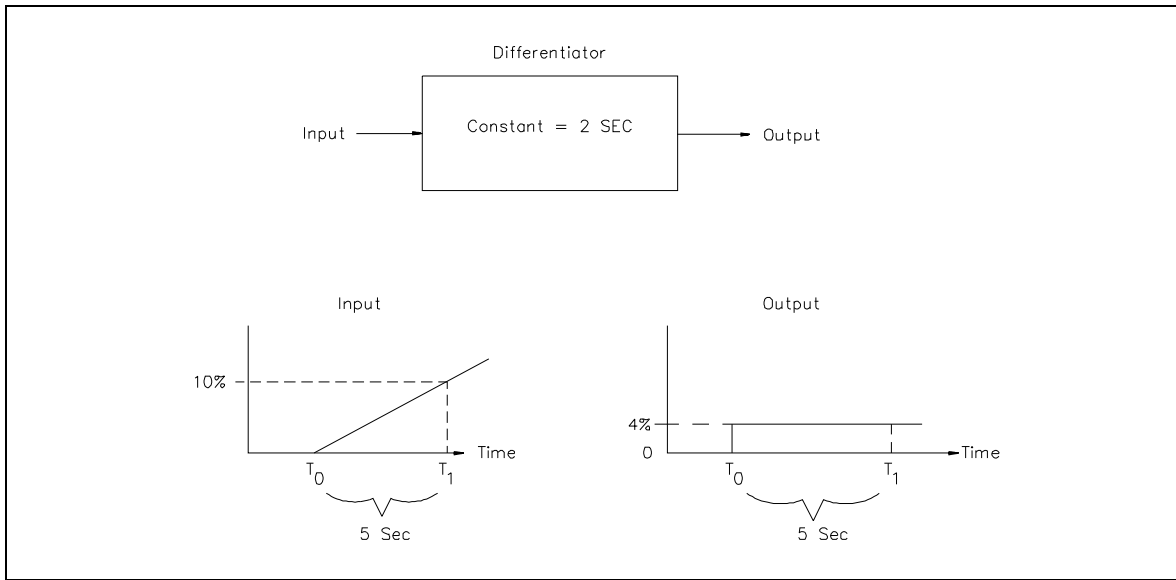 Differentiator
Constant = 2 SEC
Input
Output
Input
Output
10%
Time
T0
T1
5 Sec
4%
0
Time
T0
T1
5 Sec